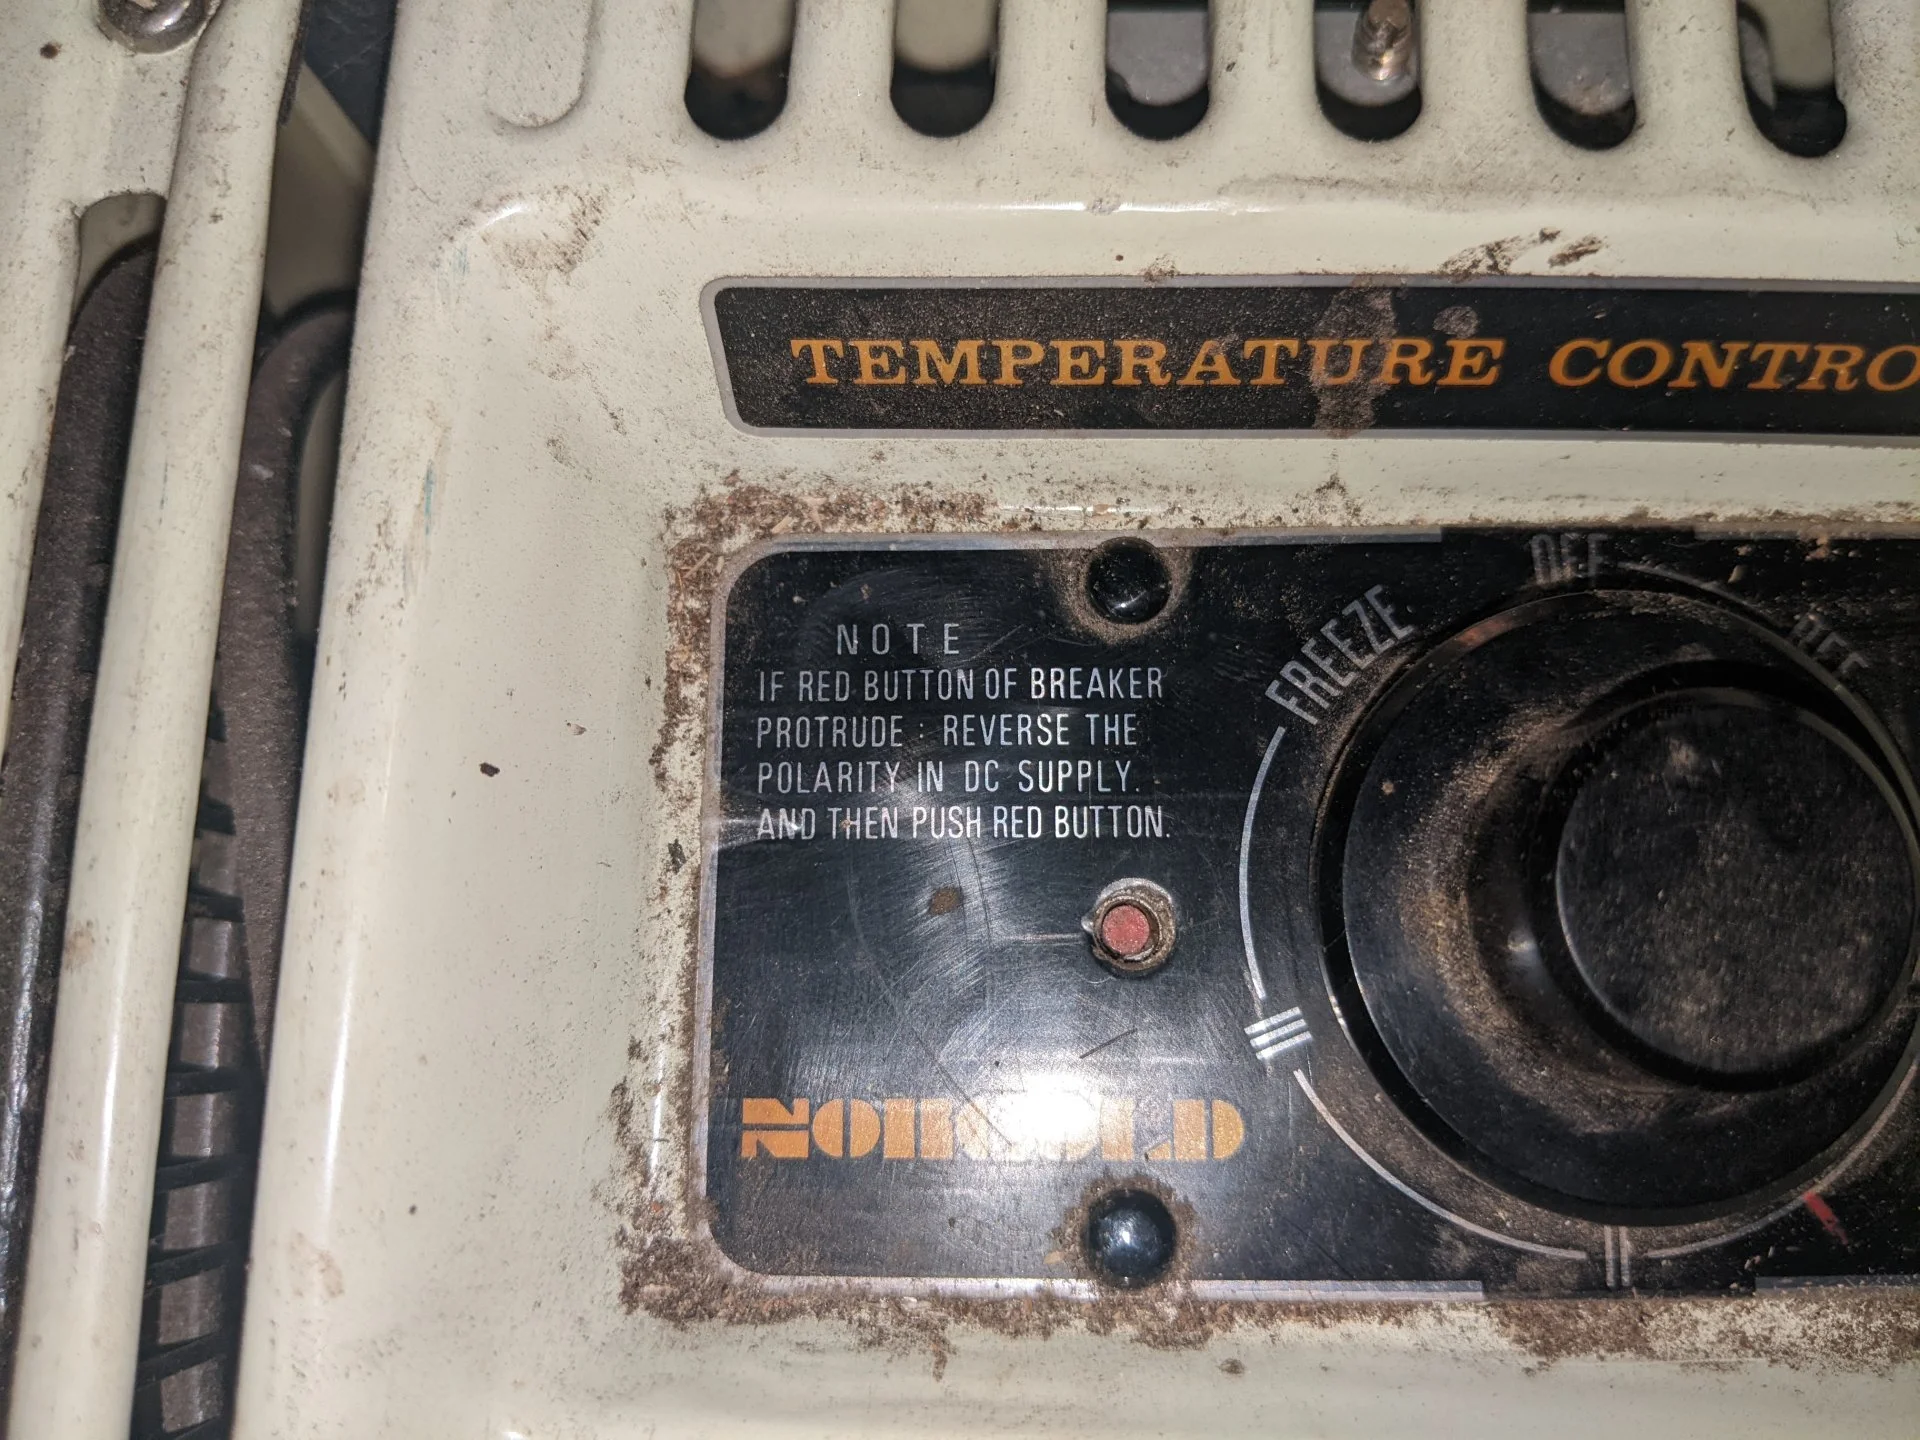 TEMPERATURE CONTRO
OFF
FREEZE
NOTE
IF RED BUTTON OF BREAKER
PROTRUDE : REVERSE THE
POLARITY IN DC SUPPLY.
AND THEN PUSH RED BUTTON.
NORCOLD